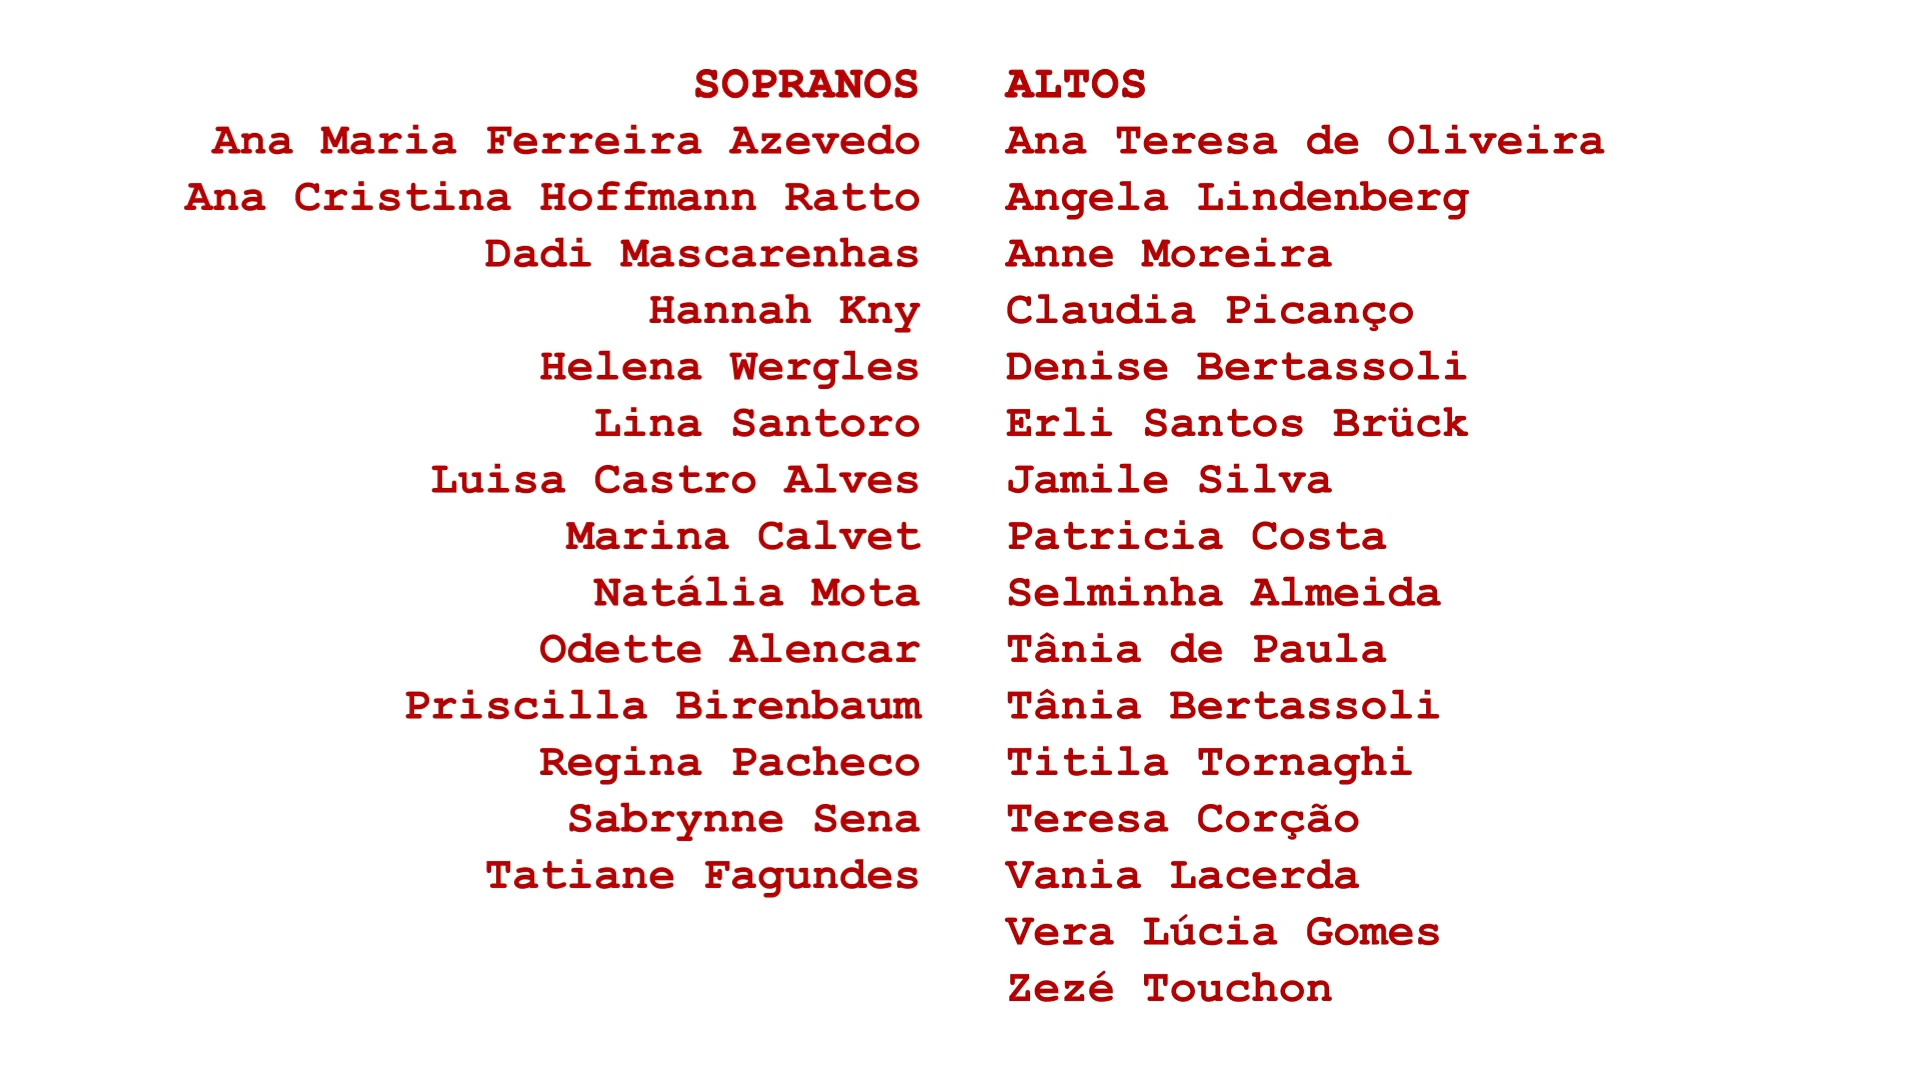 SOPRANOS
Ana Maria Ferreira Azevedo
Ana Cristina Hoffmann Ratto
Dadi Mascarenhas
Hannah Kny
Helena Wergles
Lina Santoro
Luisa Castro Alves
Marina Calvet
Natália Mota
Odette Alencar
Priscilla Birenbaum
Regina Pacheco
Sabrynne Sena
Tatiane Fagundes
ALTOS
Ana Teresa de Oliveira
Angela Lindenberg
Anne Moreira
Claudia Picanço
Denise Bertassoli
Erli Santos Brück
Jamile Silva
Patricia Costa
Selminha Almeida
Tânia de Paula
Tânia Bertassoli
Titila Tornaghi
Teresa Corção
Vania Lacerda
Vera Lúcia Gomes
Zezé Touchon